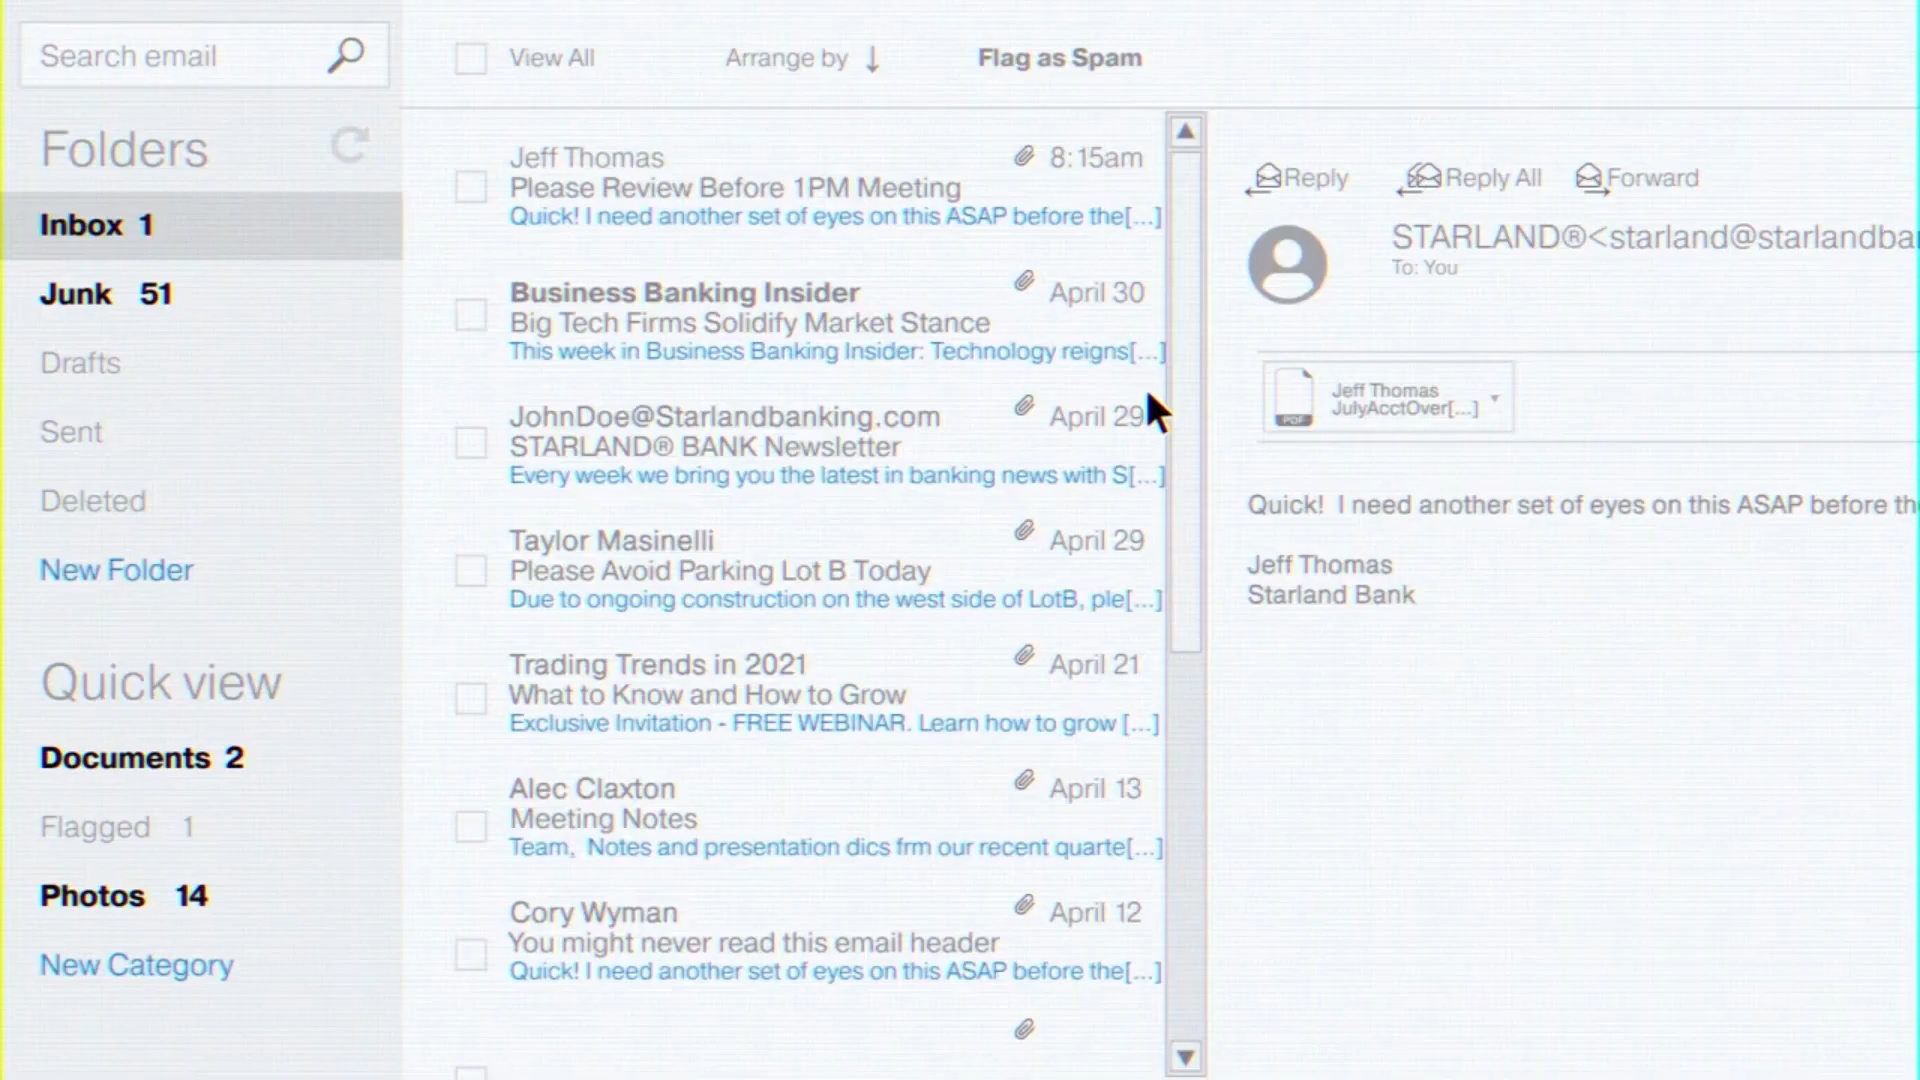 Search email
View All
Arrange by ↓
Flag as Spam
Folders
Inbox 1
Junk 51
Drafts
Sent
Deleted
New Folder
Quick view
Documents 2
Flagged 1
Photos 14
New Category
Jeff Thomas 8:15am
Please Review Before 1PM Meeting
Quick! I need another set of eyes on this ASAP before the[...]
Business Banking Insider April 30
Big Tech Firms Solidify Market Stance
This week in Business Banking Insider: Technology reigns[...]
JohnDoe@Starlandbanking.com April 29
STARLAND® BANK Newsletter
Every week we bring you the latest in banking news with S[...]
Taylor Masinelli April 29
Please Avoid Parking Lot B Today
Due to ongoing construction on the west side of LotB, ple[...]
Trading Trends in 2021 April 21
What to Know and How to Grow
Exclusive Invitation - FREE WEBINAR. Learn how to grow [...]
Alec Claxton April 13
Meeting Notes
Team, Notes and presentation dics frm our recent quarte[...]
Cory Wyman April 12
You might never read this email header
Quick! I need another set of eyes on this ASAP before the[...]
Reply
Reply All
Forward
STARLAND®<starland@starlandba
To: You
PDF
Jeff Thomas
JulyAcctOver[...]
Quick! I need another set of eyes on this ASAP before th
Jeff Thomas
Starland Bank